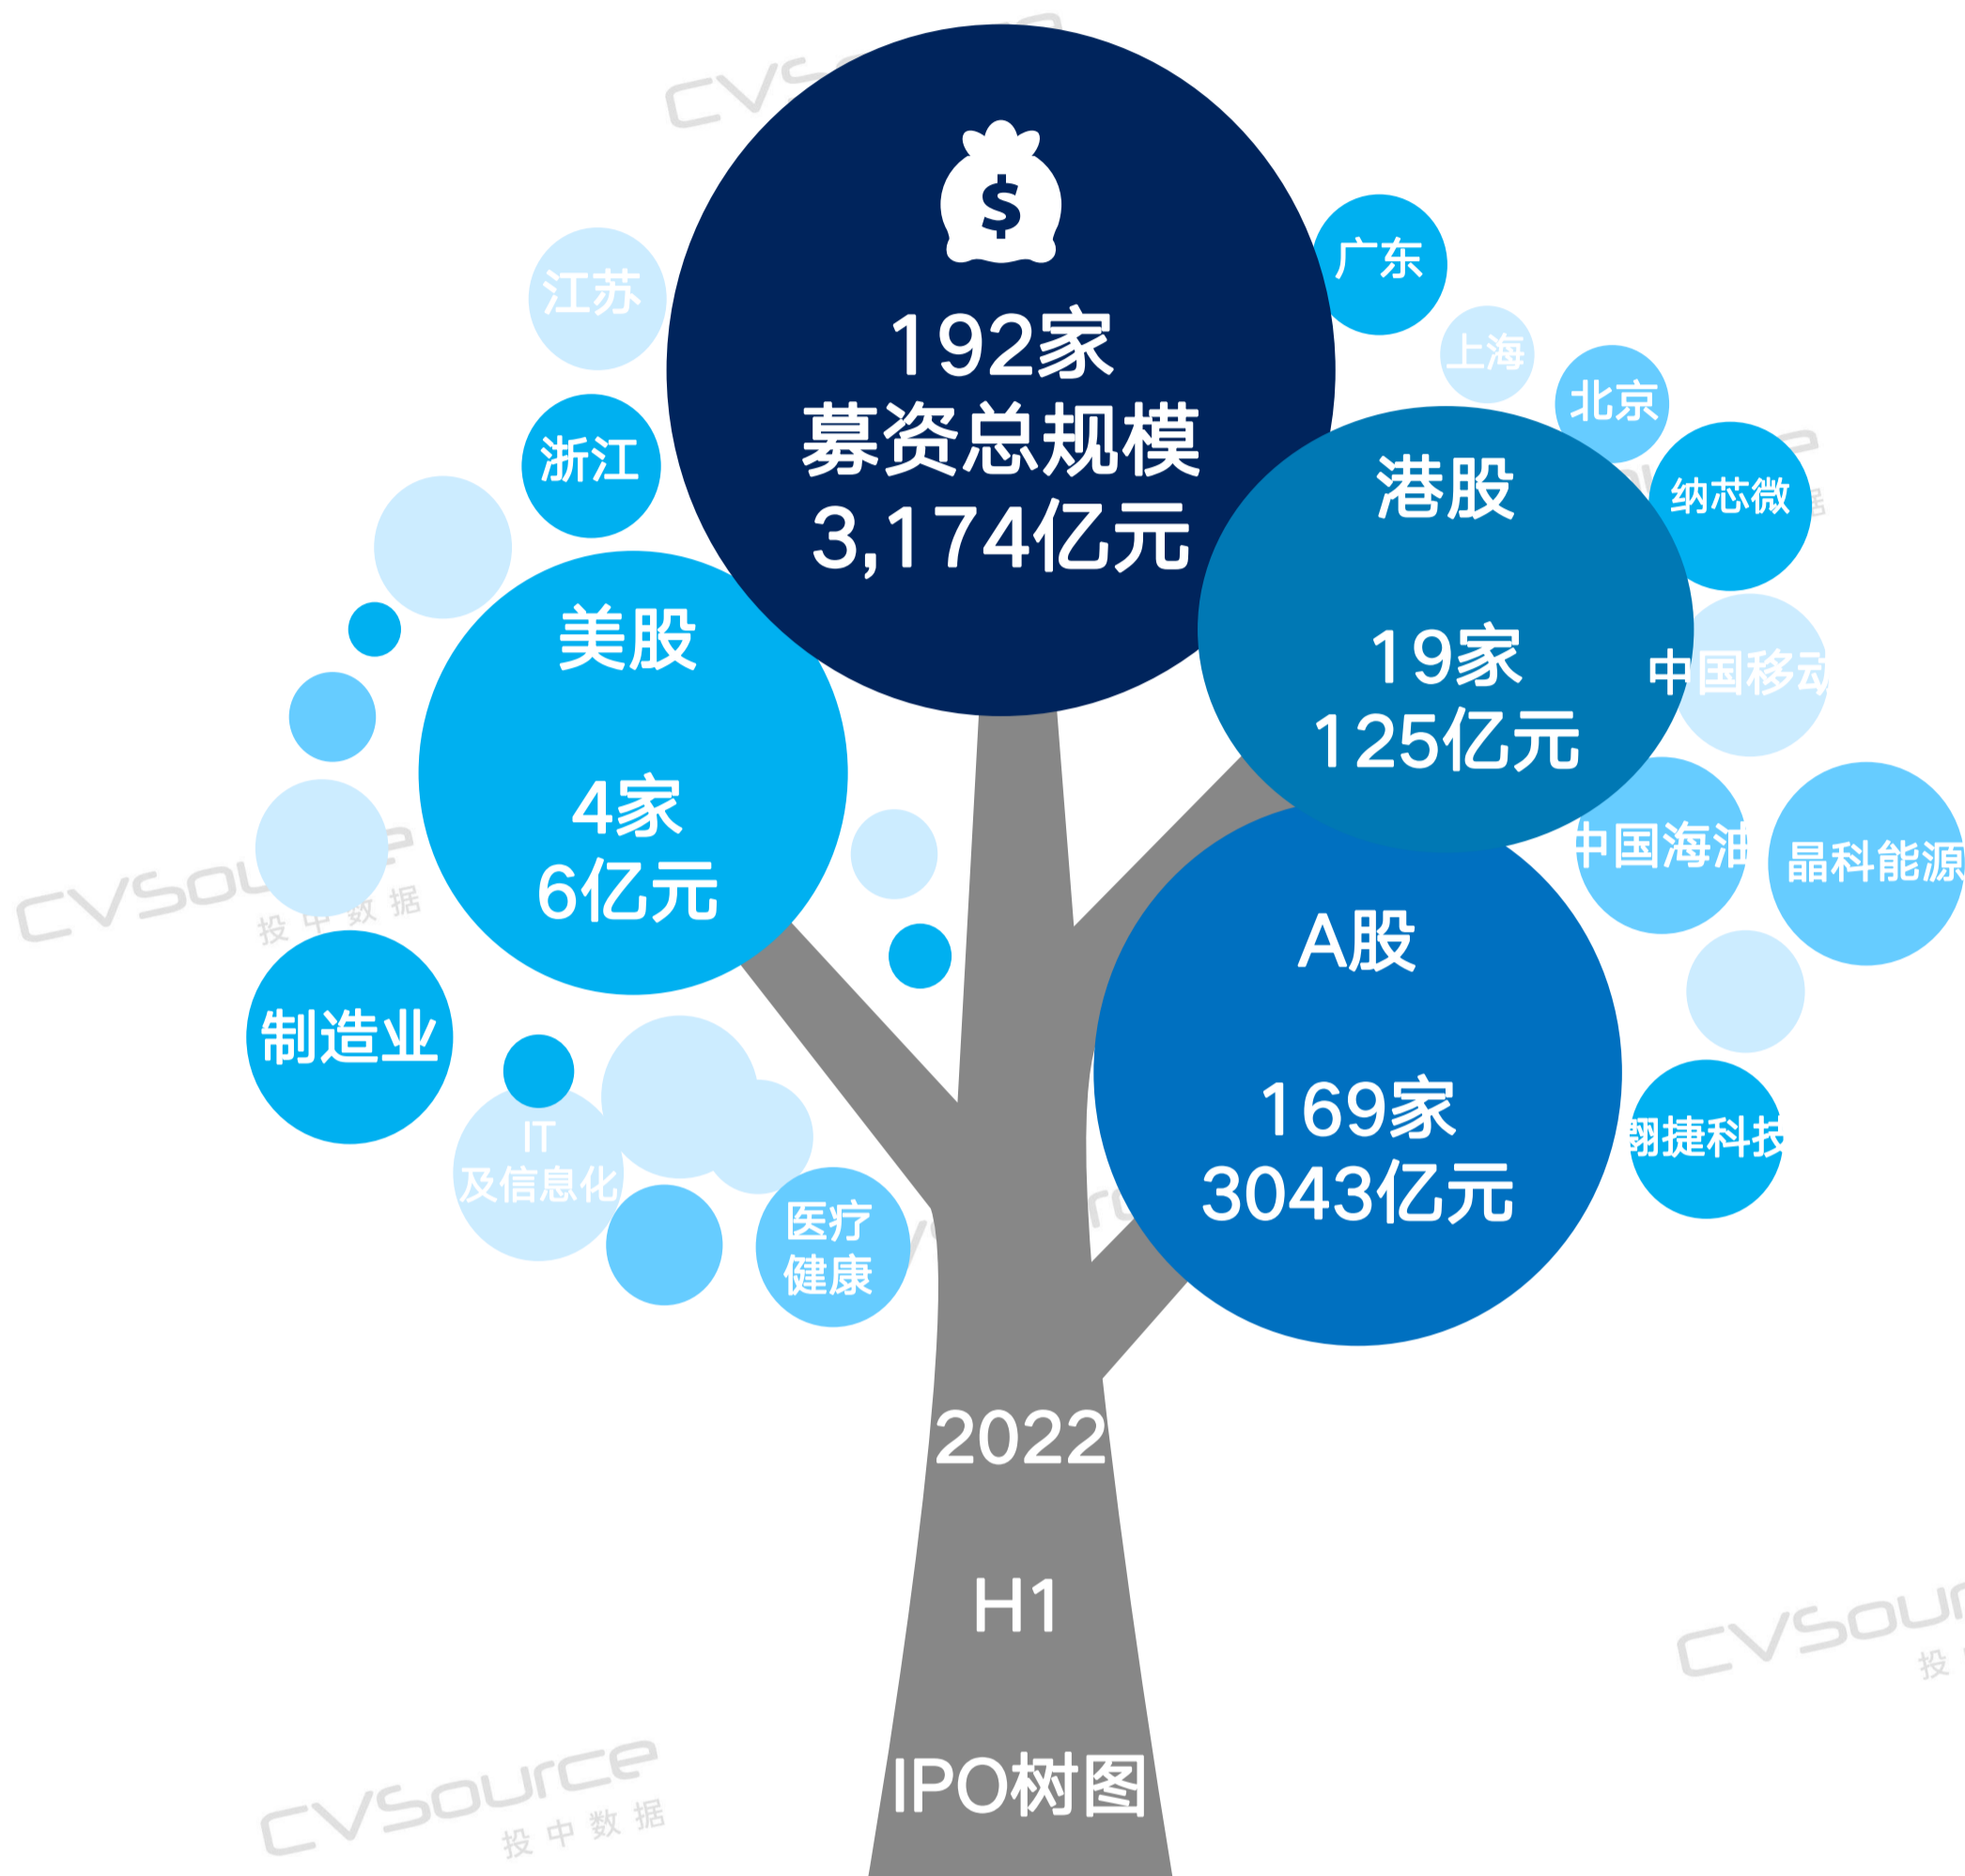 192家
募资总规模
3,174亿元
广东
上海
北京
江苏
浙江
港股
19家
125亿元
纳芯微
中国移动
中国海油
晶科能源
翱捷科技
美股
4家
6亿元
A股
169家
3043亿元
制造业
IT
及信息化
医疗
健康
2022
H1
IPO树图
CVSource
投中数据
CVSource
投中数据